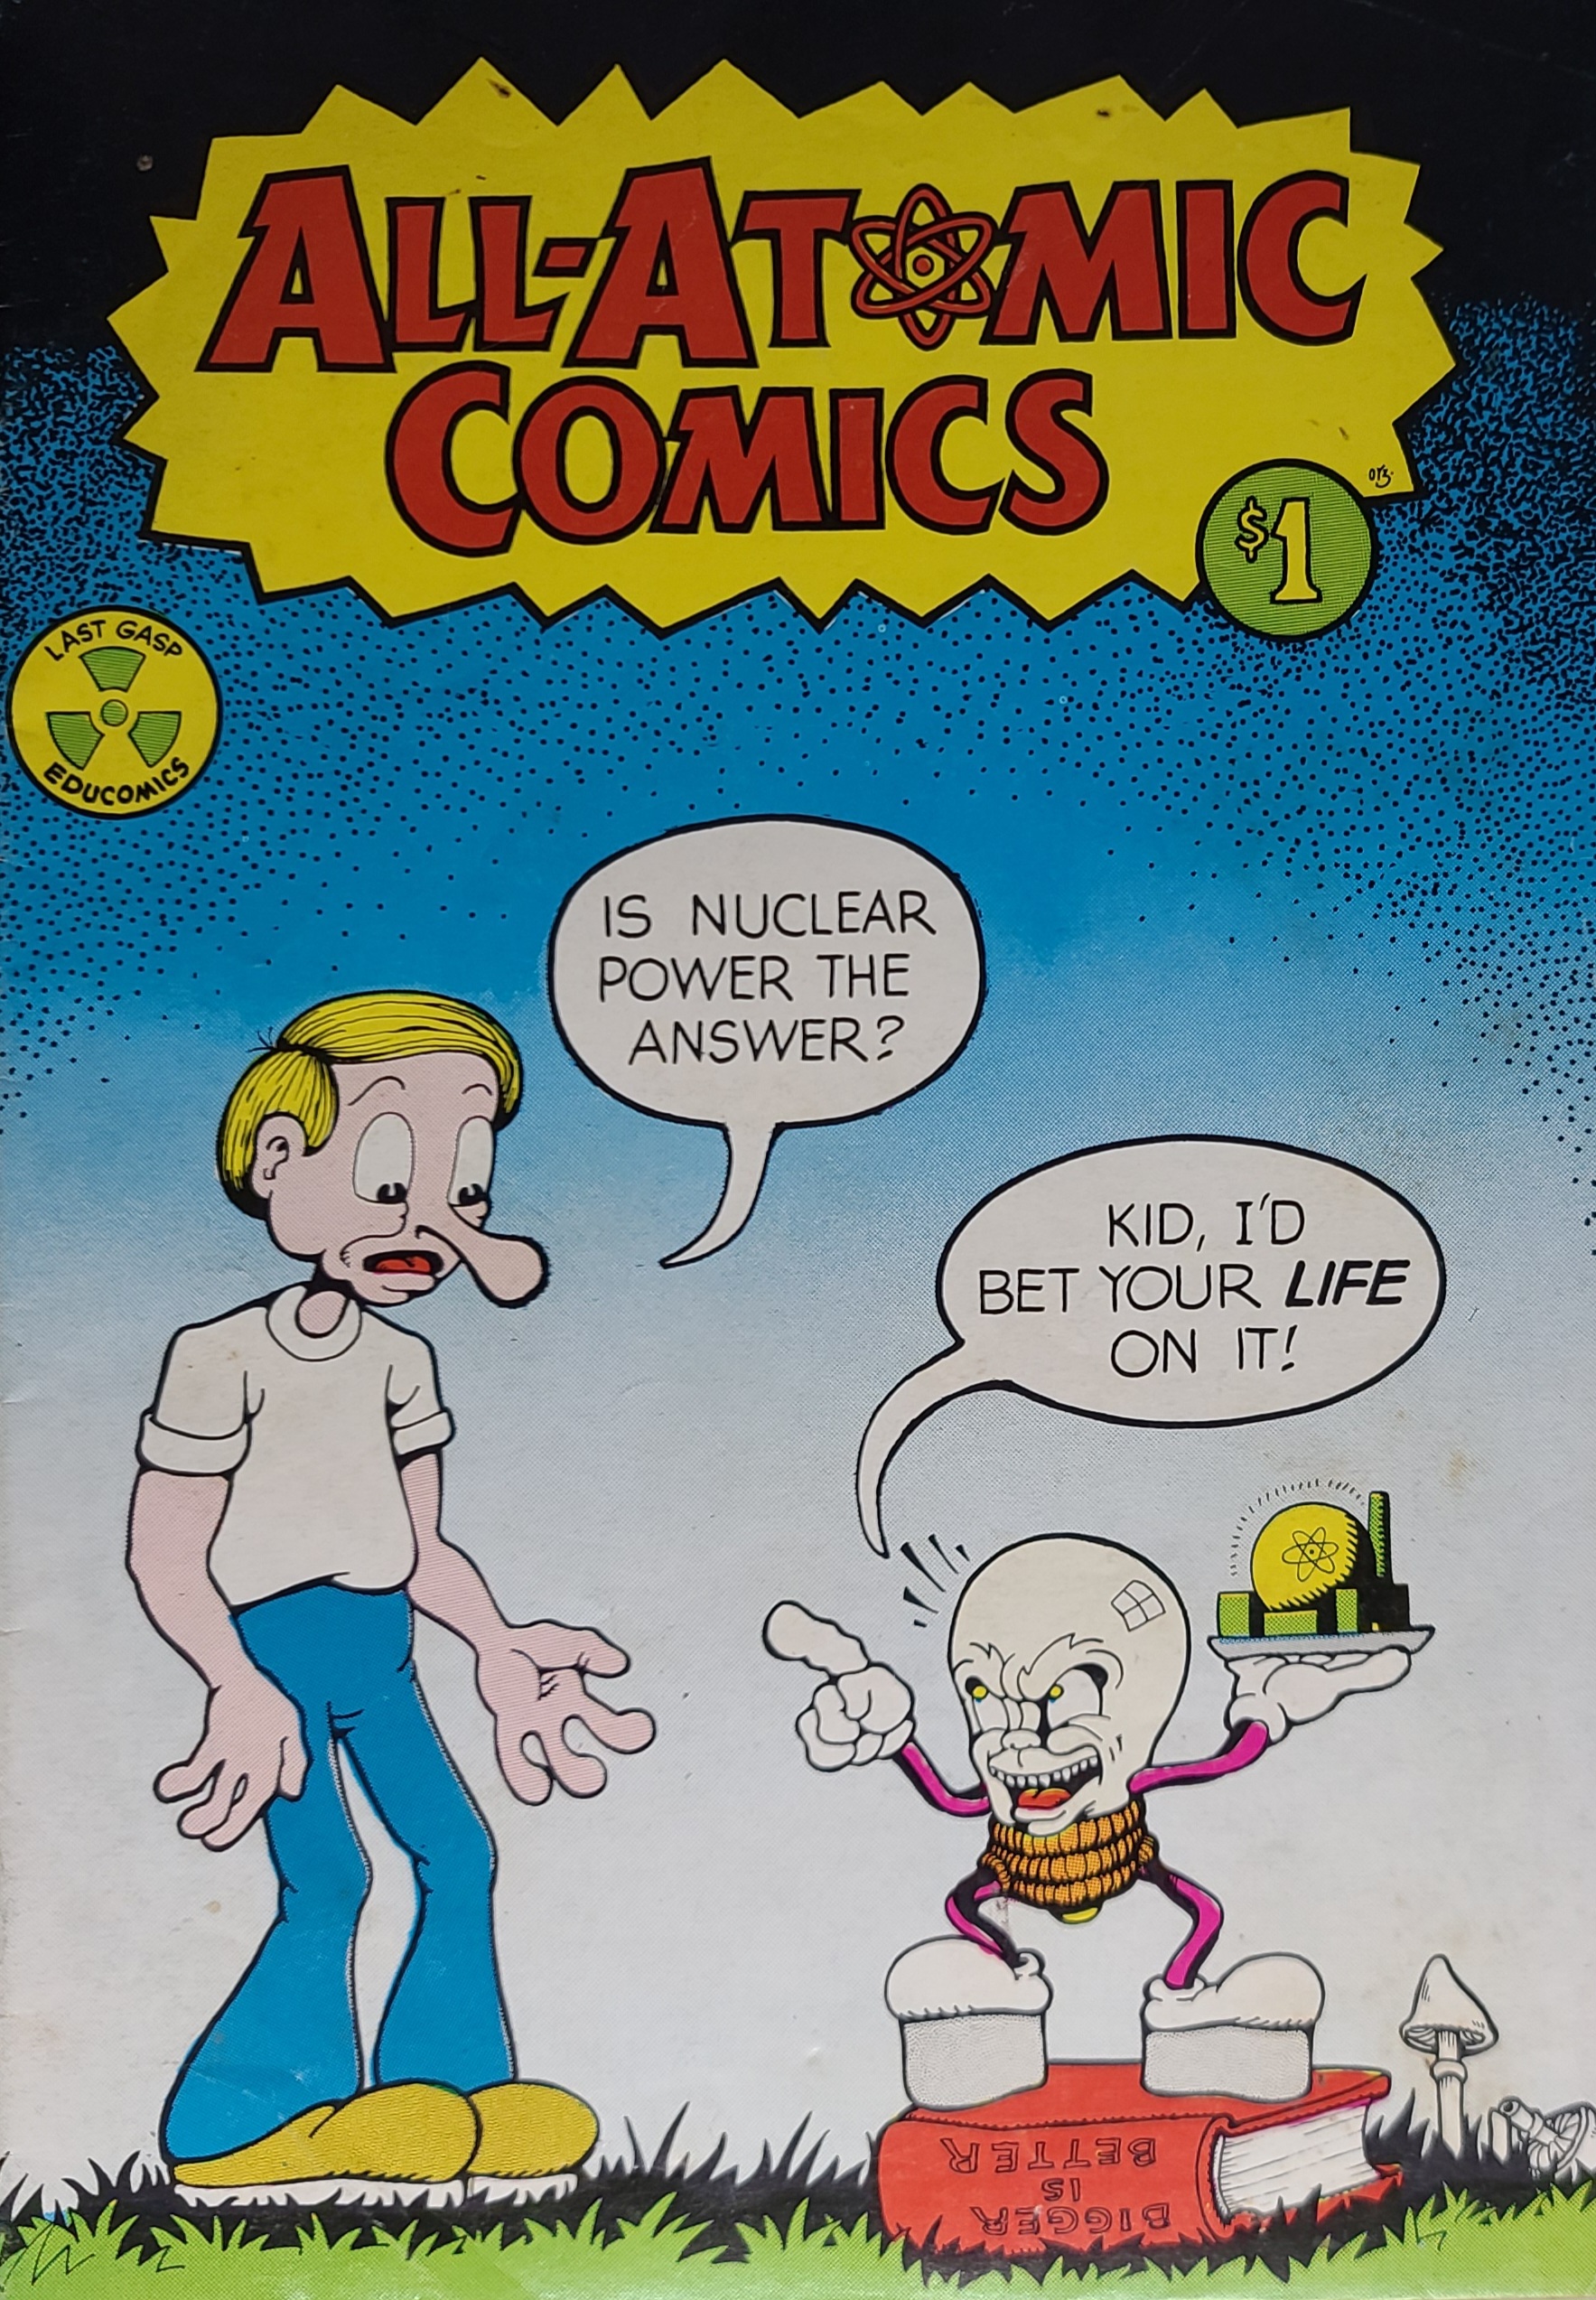 ALL-ATOMIC
COMICS
orz.
$1
LAST GASP
EDUCOMICS
IS NUCLEAR
POWER THE
ANSWER?
KID, I'D
BET YOUR LIFE
ON IT!
BIGGER
IS
BETTER